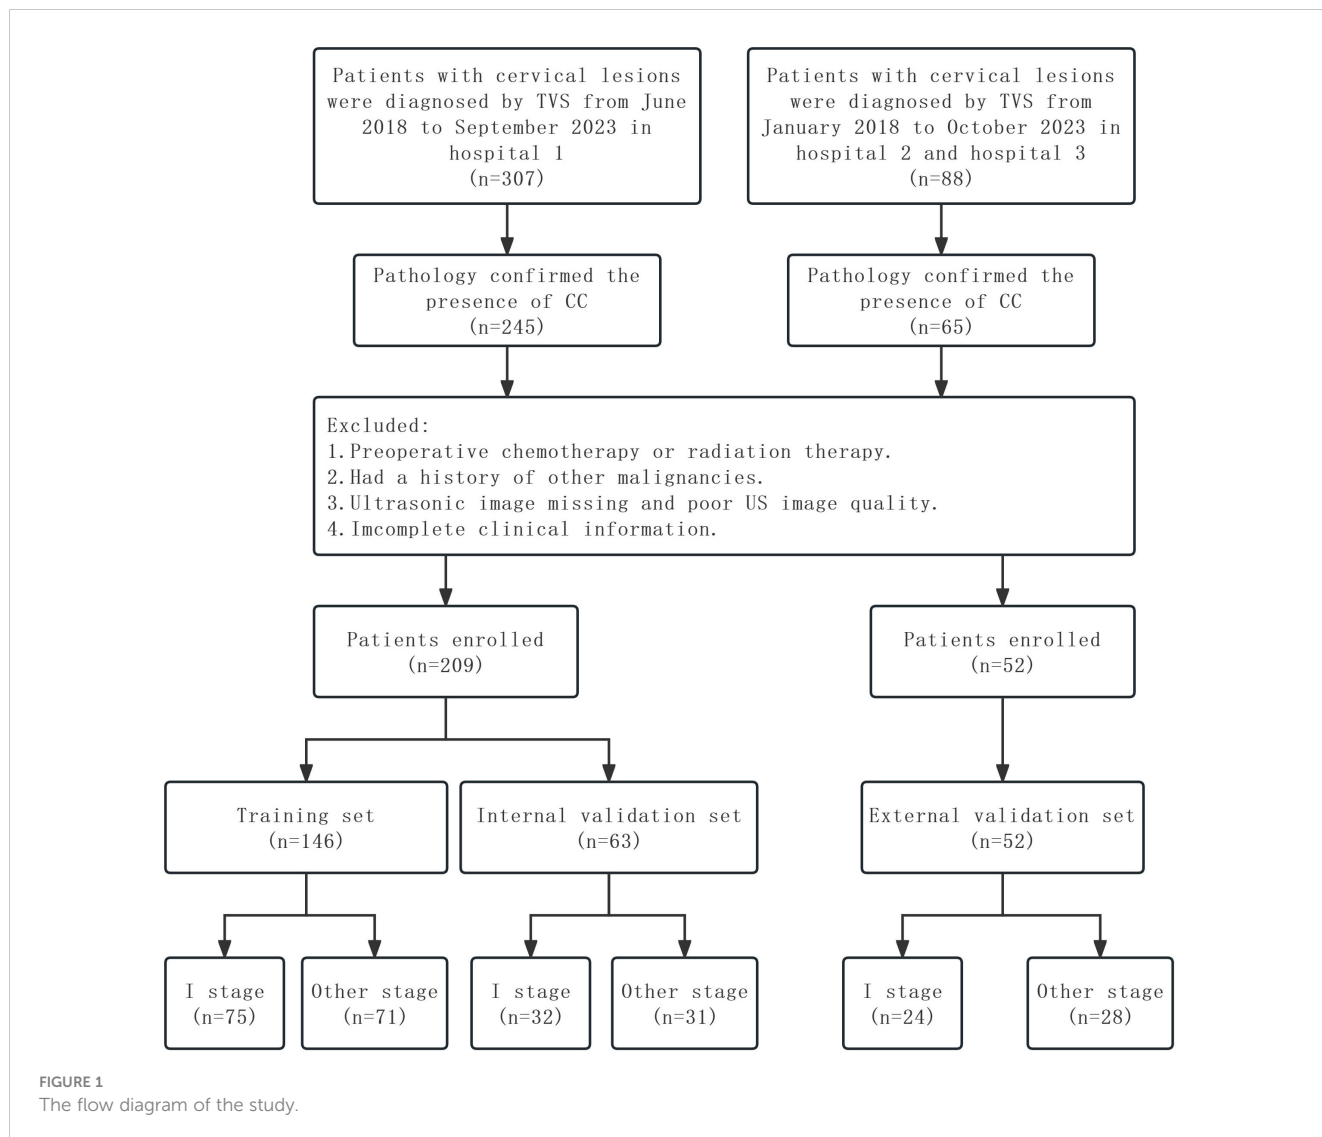 Patients with cervical lesions
were diagnosed by TVS from June
2018 to September 2023 in
hospital 1
(n=307)
Patients with cervical lesions
were diagnosed by TVS from
January 2018 to October 2023 in
hospital 2 and hospital 3
(n=88)
Pathology confirmed the
presence of CC
(n=245)
Pathology confirmed the
presence of CC
(n=65)
Excluded:
1.Preoperative chemotherapy or radiation therapy.
2.Had a history of other malignancies.
3.Ultrasonic image missing and poor US image quality.
4.Imcomplete clinical information.
Patients enrolled
(n=209)
Patients enrolled
(n=52)
Training set
(n=146)
Internal validation set
(n=63)
External validation set
(n=52)
I stage
(n=75)
Other stage
(n=71)
I stage
(n=32)
Other stage
(n=31)
I stage
(n=24)
Other stage
(n=28)
FIGURE 1
The flow diagram of the study.